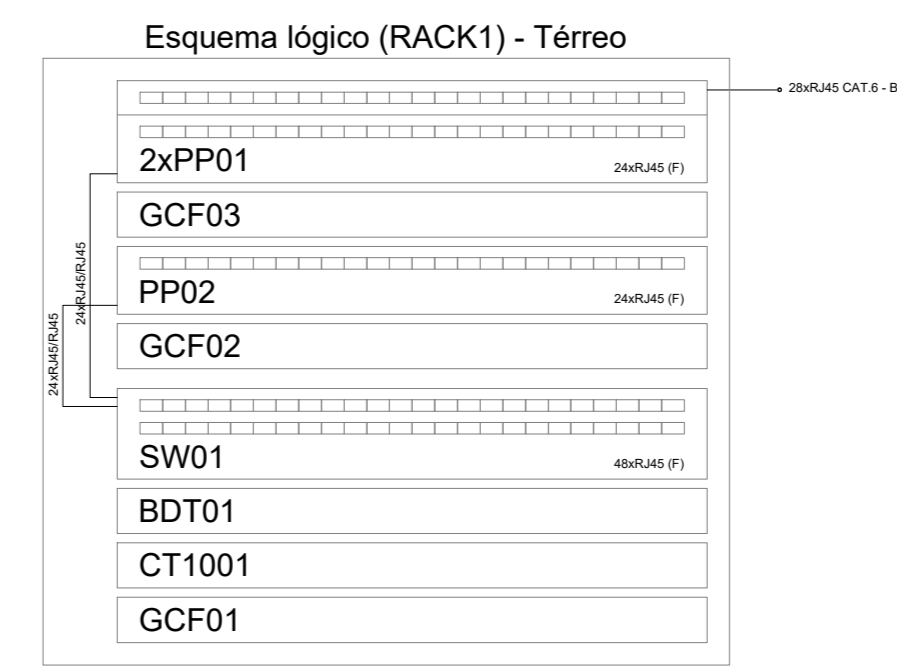 Esquema lógico (RACK1) - Térreo
28xRJ45 CAT.6 - B
2xPP01
24xRJ45 (F)
GCF03
24xRJ45/RJ45
PP02
24xRJ45 (F)
24xRJ45/RJ45
GCF02
SW01
48xRJ45 (F)
BDT01
CT1001
GCF01